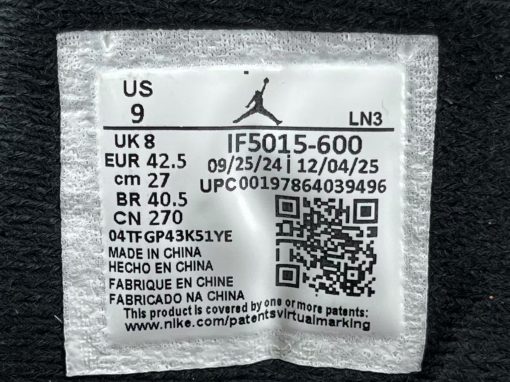 US
9
LN3
UK 8
EUR 42.5
cm 27
BR 40.5
CN 270
IF5015-600
09/25/24 | 12/04/25
UPC00197864039496
04TFGP43K51YE
MADE IN CHINA
HECHO EN CHINA
FABRIQUE EN CHINE
FABRICADO NA CHINA
This product is covered by one or more patents:
www.nike.com/patentsvirtualmarking